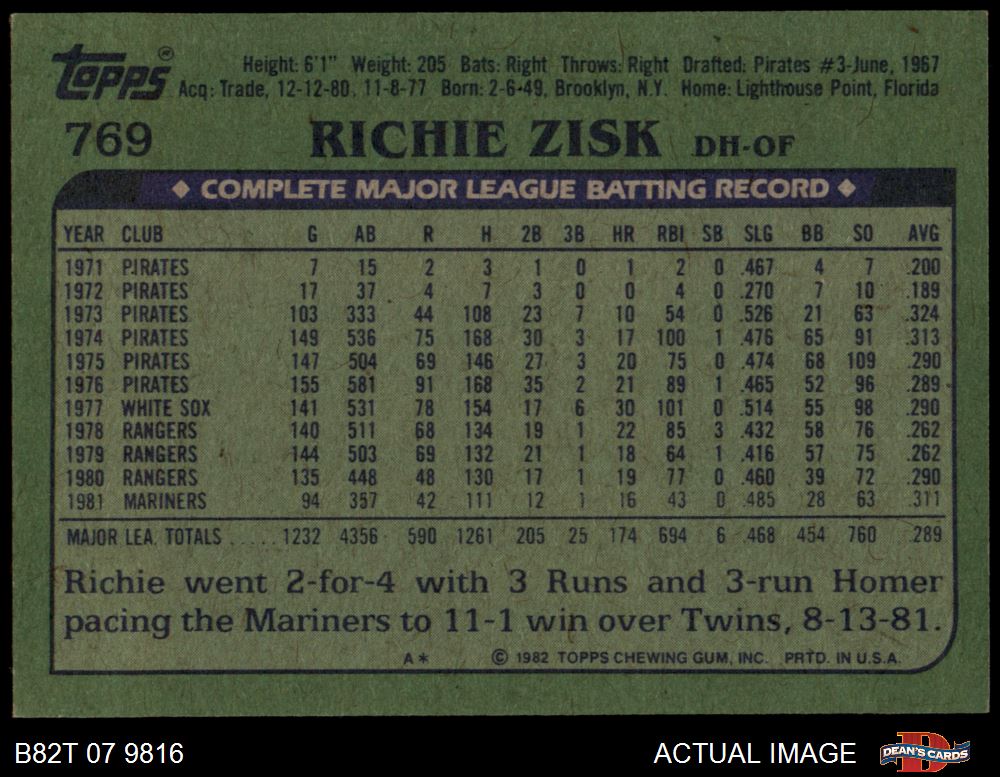 Topps®
Height: 6'1" Weight: 205 Bats: Right Throws: Right Drafted: Pirates #3-June, 1967
Acq: Trade, 12-12-80, 11-8-77 Born: 2-6-49, Brooklyn, N.Y. Home: Lighthouse Point, Florida
769 RICHIE ZISK DH-OF
◆ COMPLETE MAJOR LEAGUE BATTING RECORD ◆
YEAR CLUB G AB R H 2B 3B HR RBI SB SLG BB SO AVG
1971 PIRATES 7 15 2 3 1 0 1 2 0 .467 4 7 .200
1972 PIRATES 17 37 4 7 3 0 0 4 0 .270 7 10 .189
1973 PIRATES 103 333 44 108 23 7 10 54 0 .526 21 63 .324
1974 PIRATES 149 536 75 168 30 3 17 100 1 .476 65 91 .313
1975 PIRATES 147 504 69 146 27 3 20 75 0 .474 68 109 .290
1976 PIRATES 155 581 91 168 35 2 21 89 1 .465 52 96 .289
1977 WHITE SOX 141 531 78 154 17 6 30 101 0 .514 55 98 .290
1978 RANGERS 140 511 68 134 19 1 22 85 3 .432 58 76 .262
1979 RANGERS 144 503 69 132 21 1 18 64 1 .416 57 75 .262
1980 RANGERS 135 448 48 130 17 1 19 77 0 .460 39 72 .290
1981 MARINERS 94 357 42 111 12 1 16 43 0 .485 28 63 .311
MAJOR LEA. TOTALS ..... 1232 4356 590 1261 205 25 174 694 6 .468 454 760 .289
Richie went 2-for-4 with 3 Runs and 3-run Homer
pacing the Mariners to 11-1 win over Twins, 8-13-81.
A* © 1982 TOPPS CHEWING GUM, INC. PRTD. IN U.S.A.
B82T 07 9816 ACTUAL IMAGE DEAN'S CARDS